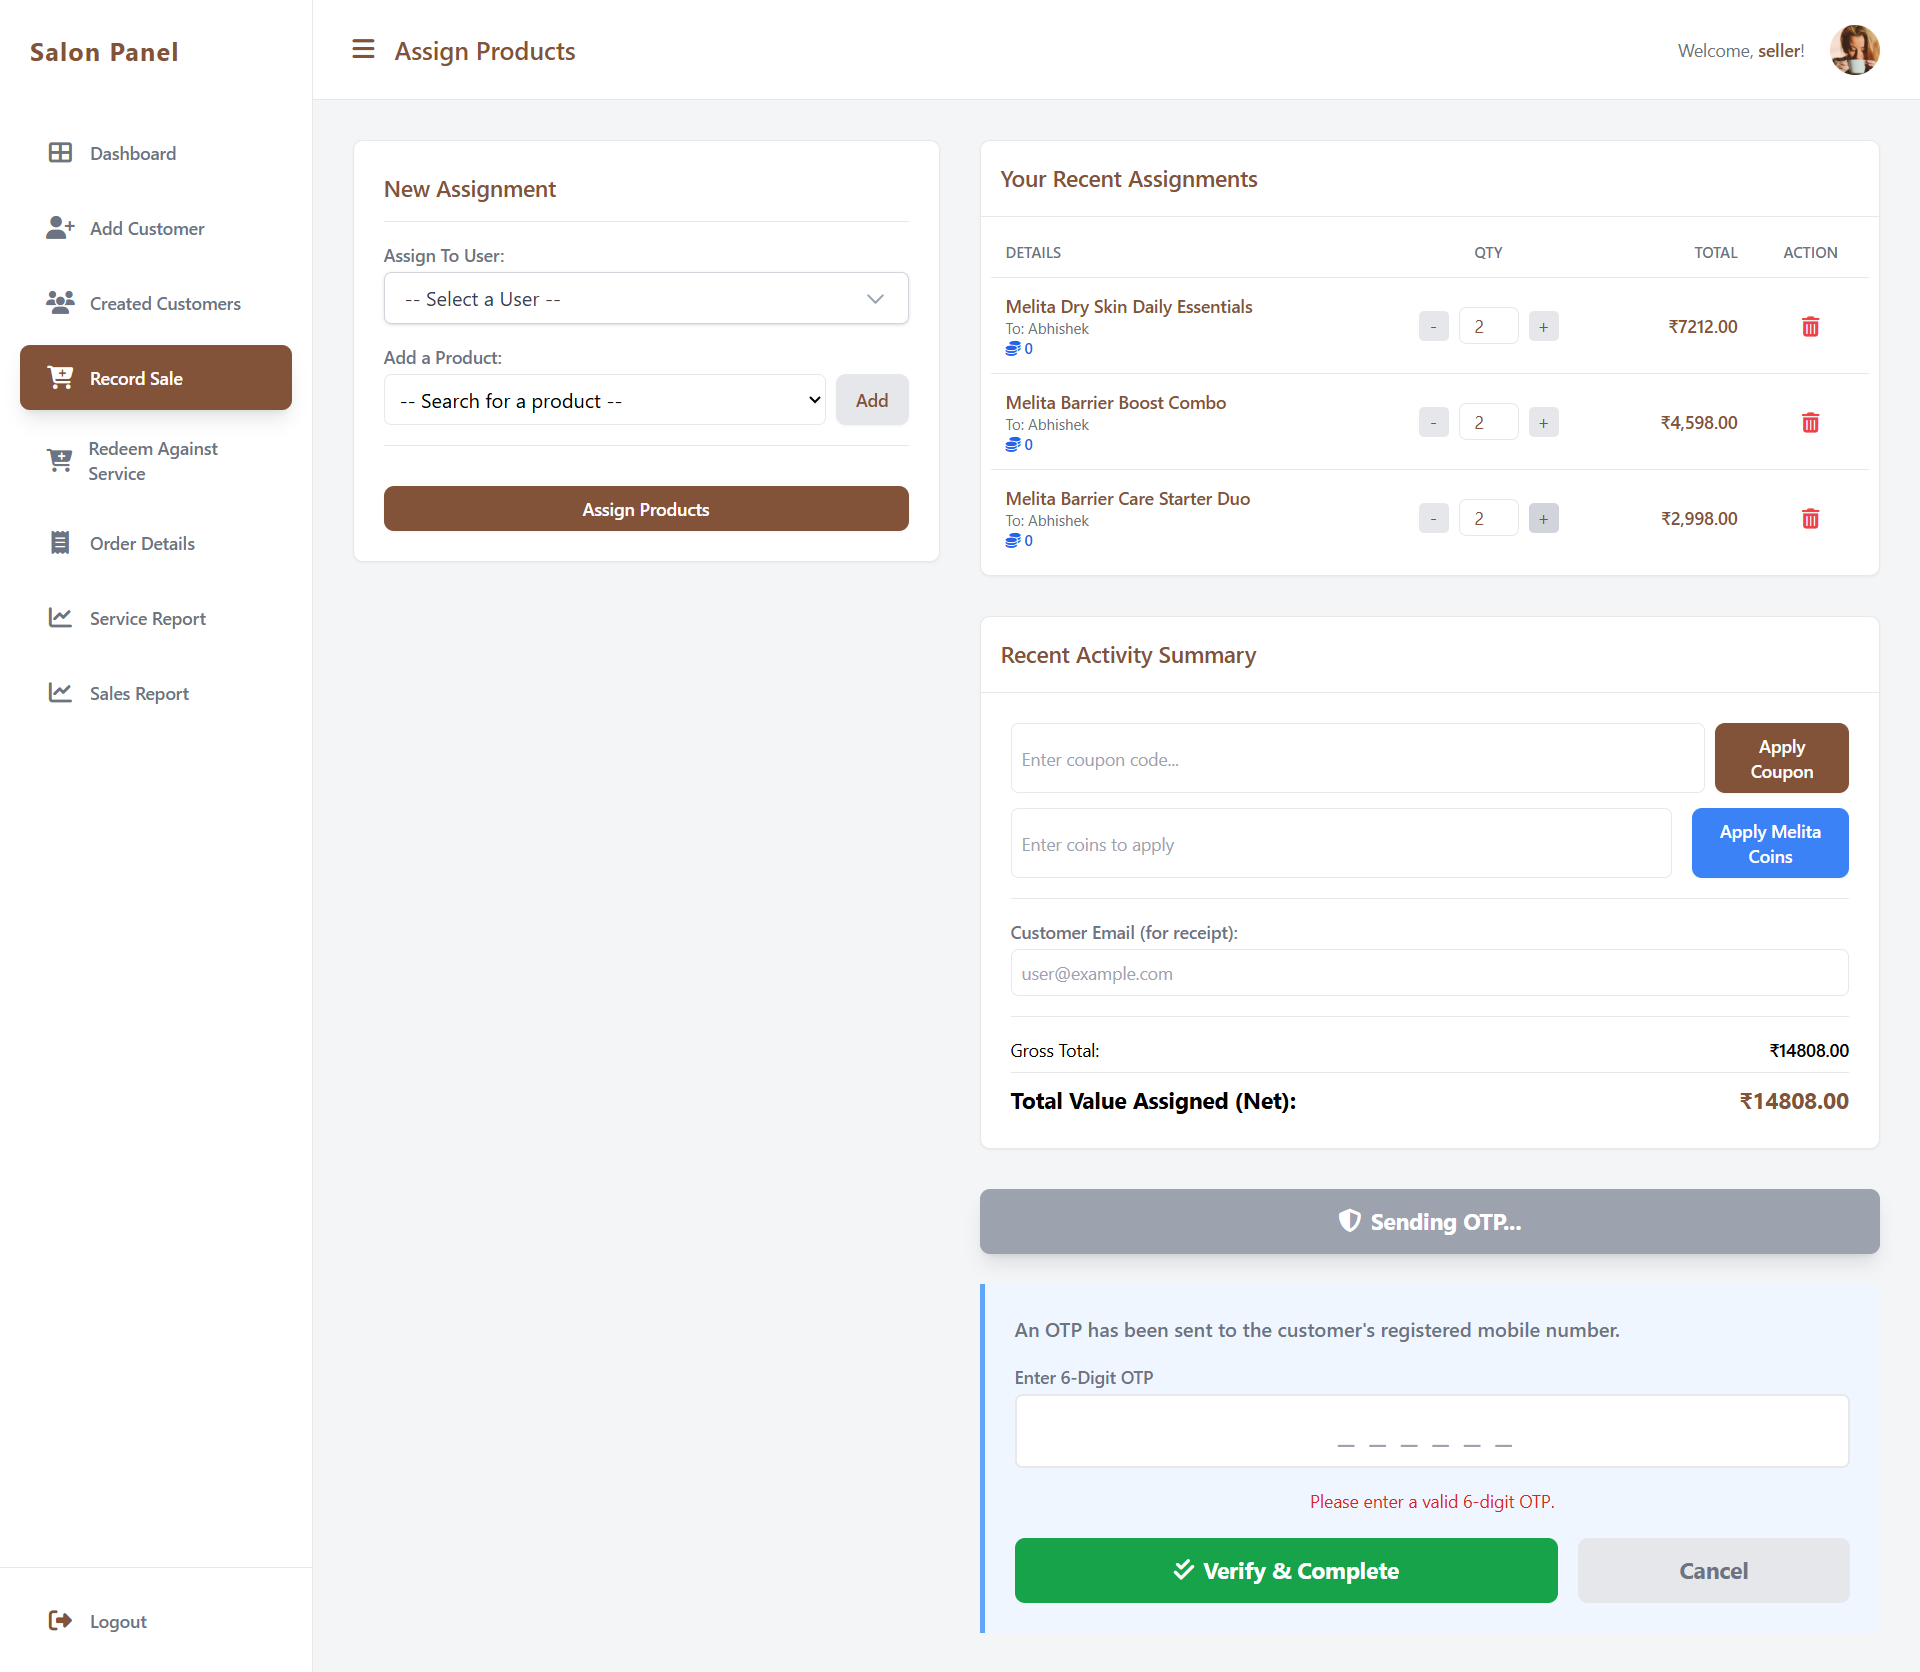 Salon Panel
Assign Products
Welcome, seller!
Dashboard
Add Customer
Created Customers
Record Sale
Redeem Against
Service
Order Details
Service Report
Sales Report
Logout
New Assignment
Assign To User:
-- Select a User --
Add a Product:
-- Search for a product --
Add
Assign Products
Your Recent Assignments
DETAILS QTY TOTAL ACTION
Melita Dry Skin Daily Essentials
To: Abhishek
0
- 2 + ₹7212.00
Melita Barrier Boost Combo
To: Abhishek
0
- 2 + ₹4,598.00
Melita Barrier Care Starter Duo
To: Abhishek
0
- 2 + ₹2,998.00
Recent Activity Summary
Enter coupon code...
Apply
Coupon
Enter coins to apply
Apply Melita
Coins
Customer Email (for receipt):
user@example.com
Gross Total: ₹14808.00
Total Value Assigned (Net): ₹14808.00
Sending OTP...
An OTP has been sent to the customer's registered mobile number.
Enter 6-Digit OTP
_ _ _ _ _ _
Please enter a valid 6-digit OTP.
Verify & Complete
Cancel